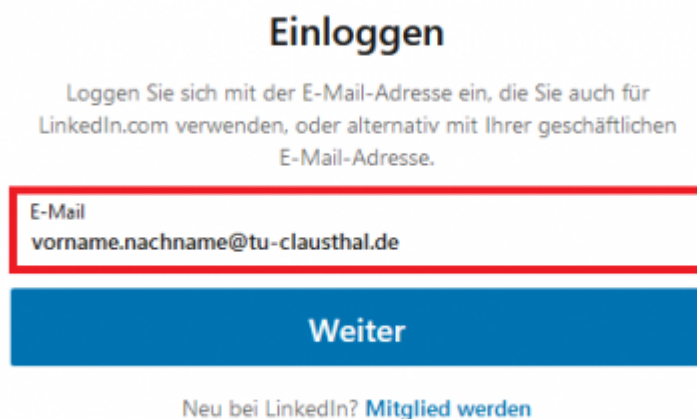 Einloggen
Loggen Sie sich mit der E-Mail-Adresse ein, die Sie auch für
LinkedIn.com verwenden, oder alternativ mit Ihrer geschäftlichen
E-Mail-Adresse.
E-Mail
vorname.nachname@tu-clausthal.de
Weiter
Neu bei LinkedIn? Mitglied werden